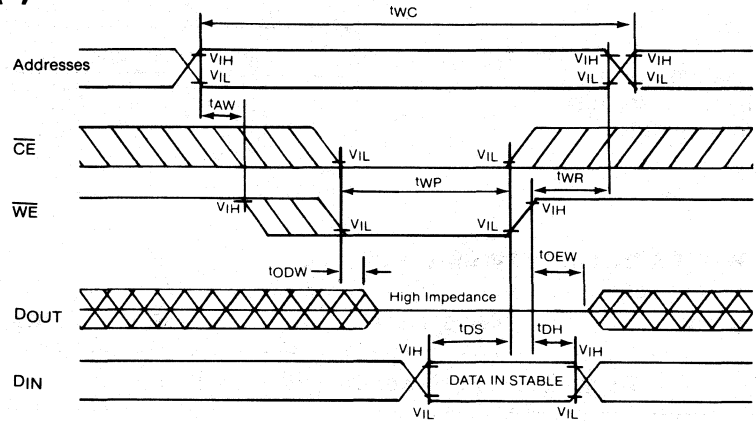 tWC
Addresses
VIH
VIL
VIH
VIL
VIH
VIL
tAW
CE
VIL
VIL
tWP
tWR
WE
VIH
VIL
VIL
VIH
tODW
tOEW
DOUT
High Impedance
tDS
tDH
DIN
VIH
VIH
DATA IN STABLE
VIL
VIL